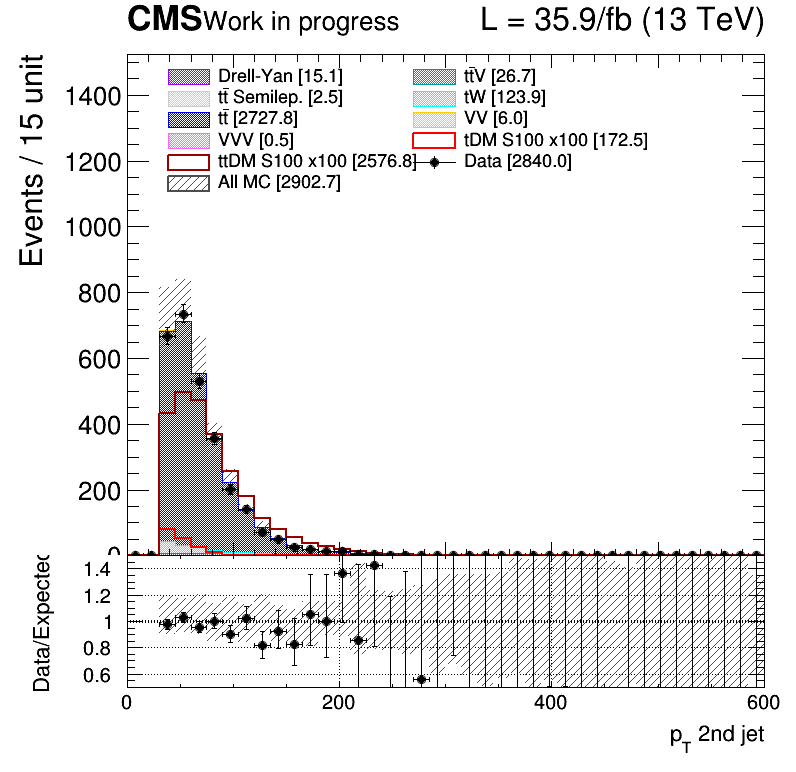 CMS Work in progress L = 35.9/fb (13 TeV)
Events / 15 unit
1400
1200
1000
800
600
400
200
0
Drell-Yan [15.1] tt̄V [26.7]
tt̄ Semilep. [2.5] tW [123.9]
tt̄ [2727.8] VV [6.0]
VVV [0.5] tDM S100 x100 [172.5]
ttDM S100 x100 [2576.8] Data [2840.0]
All MC [2902.7]
Data/Expected
1.4
1.2
1
0.8
0.6
0 200 400 600
p_T 2nd jet